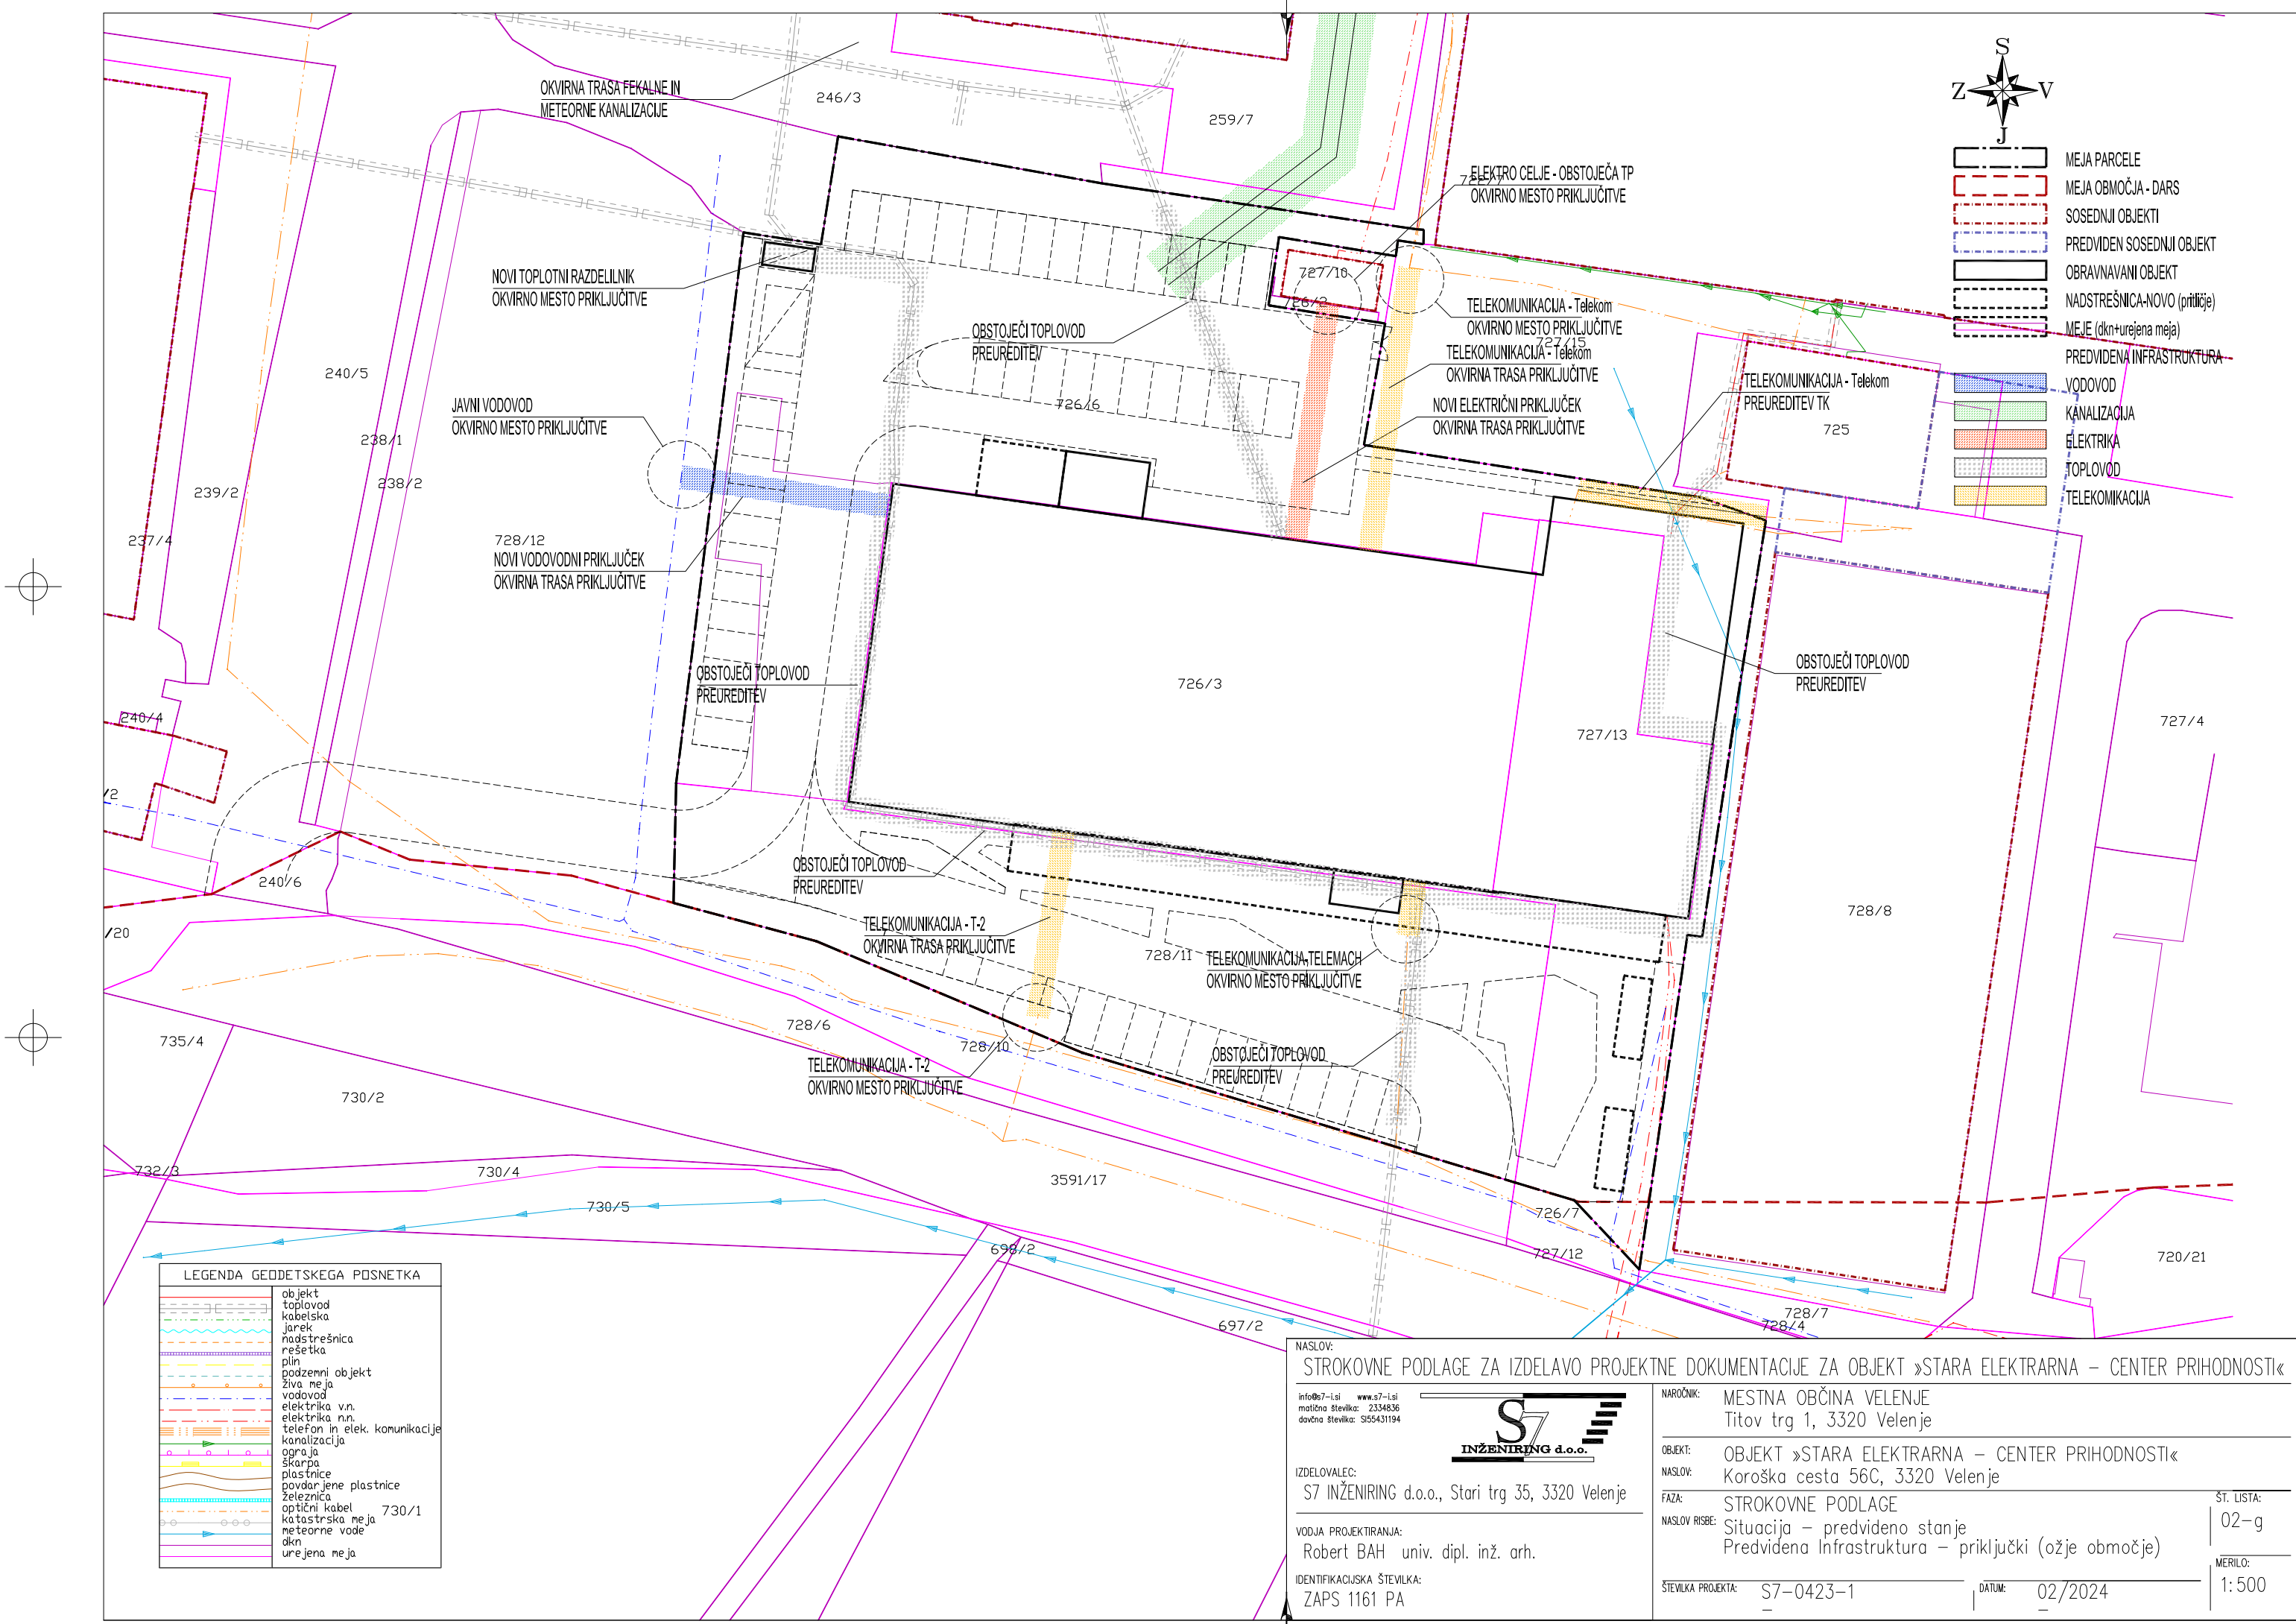 S
Z
V
J
MEJA PARCELE
MEJA OBMOČJA - DARS
SOSEDNJI OBJEKTI
PREDVIDEN SOSEDNJI OBJEKT
OBRAVNAVANI OBJEKT
NADSTREŠNICA-NOVO (pritličje)
MEJE (dkn+urejena meja)
PREDVIDENA INFRASTRUKTURA
VODOVOD
KANALIZACIJA
ELEKTRIKA
TOPLOVOD
TELEKOMIKACIJA
OKVIRNA TRASA FEKALNE IN
METEORNE KANALIZACIJE
246/3
259/7
722/7
ELEKTRO CELJE - OBSTOJEČA TP
OKVIRNO MESTO PRIKLJUČITVE
NOVI TOPLOTNI RAZDELILNIK
OKVIRNO MESTO PRIKLJUČITVE
727/10
726/2
TELEKOMUNIKACIJA - Telekom
OKVIRNO MESTO PRIKLJUČITVE
OBSTOJEČI TOPLOVOD
PREUREDITEV
727/15
TELEKOMUNIKACIJA - Telekom
OKVIRNA TRASA PRIKLJUČITVE
TELEKOMUNIKACIJA - Telekom
PREUREDITEV TK
240/5
726/6
JAVNI VODOVOD
OKVIRNO MESTO PRIKLJUČITVE
NOVI ELEKTRIČNI PRIKLJUČEK
OKVIRNA TRASA PRIKLJUČITVE
725
238/1
238/2
239/2
237/4
728/12
NOVI VODOVODNI PRIKLJUČEK
OKVIRNA TRASA PRIKLJUČITVE
OBSTOJEČI TOPLOVOD
PREUREDITEV
726/3
OBSTOJEČI TOPLOVOD
PREUREDITEV
240/4
727/13
727/4
/2
OBSTOJEČI TOPLOVOD
PREUREDITEV
240/6
/20
TELEKOMUNIKACIJA - T-2
OKVIRNA TRASA PRIKLJUČITVE
728/8
728/11
TELEKOMUNIKACIJA-TELEMACH
OKVIRNO MESTO PRIKLJUČITVE
735/4
728/6
728/10
TELEKOMUNIKACIJA - T-2
OKVIRNO MESTO PRIKLJUČITVE
OBSTOJEČI TOPLOVOD
PREUREDITEV
730/2
732/3
730/4
3591/17
730/5
726/7
698/2
727/12
720/21
697/2
728/7
728/4
LEGENDA GEODETSKEGA POSNETKA
objekt
toplovod
kabelska
jarek
nadstrešnica
rešetka
plin
podzemni objekt
živa meja
vodovod
elektrika v.n.
elektrika n.n.
telefon in elek. komunikacije
kanalizacija
ograja
škarpa
plastnice
povdarjene plastnice
železnica
optični kabel
katastrska meja
meteorne vode
dkn
urejena meja
730/1
NASLOV:
STROKOVNE PODLAGE ZA IZDELAVO PROJEKTNE DOKUMENTACIJE ZA OBJEKT »STARA ELEKTRARNA – CENTER PRIHODNOSTI«
info@s7-i.si www.s7-i.si
matična številka: 2334836
davčna številka: SI55431194
S7
INŽENIRING d.o.o.
IZDELOVALEC:
S7 INŽENIRING d.o.o., Stari trg 35, 3320 Velenje
VODJA PROJEKTIRANJA:
Robert BAH univ. dipl. inž. arh.
IDENTIFIKACIJSKA ŠTEVILKA:
ZAPS 1161 PA
NAROČNIK: MESTNA OBČINA VELENJE
Titov trg 1, 3320 Velenje
OBJEKT: OBJEKT »STARA ELEKTRARNA – CENTER PRIHODNOSTI«
NASLOV: Koroška cesta 56C, 3320 Velenje
FAZA: STROKOVNE PODLAGE
NASLOV RISBE: Situacija – predvideno stanje
Predvidena Infrastruktura – priključki (ožje območje)
ŠT. LISTA:
02-g
MERILO:
1:500
ŠTEVILKA PROJEKTA: S7-0423-1
–
DATUM: 02/2024
–